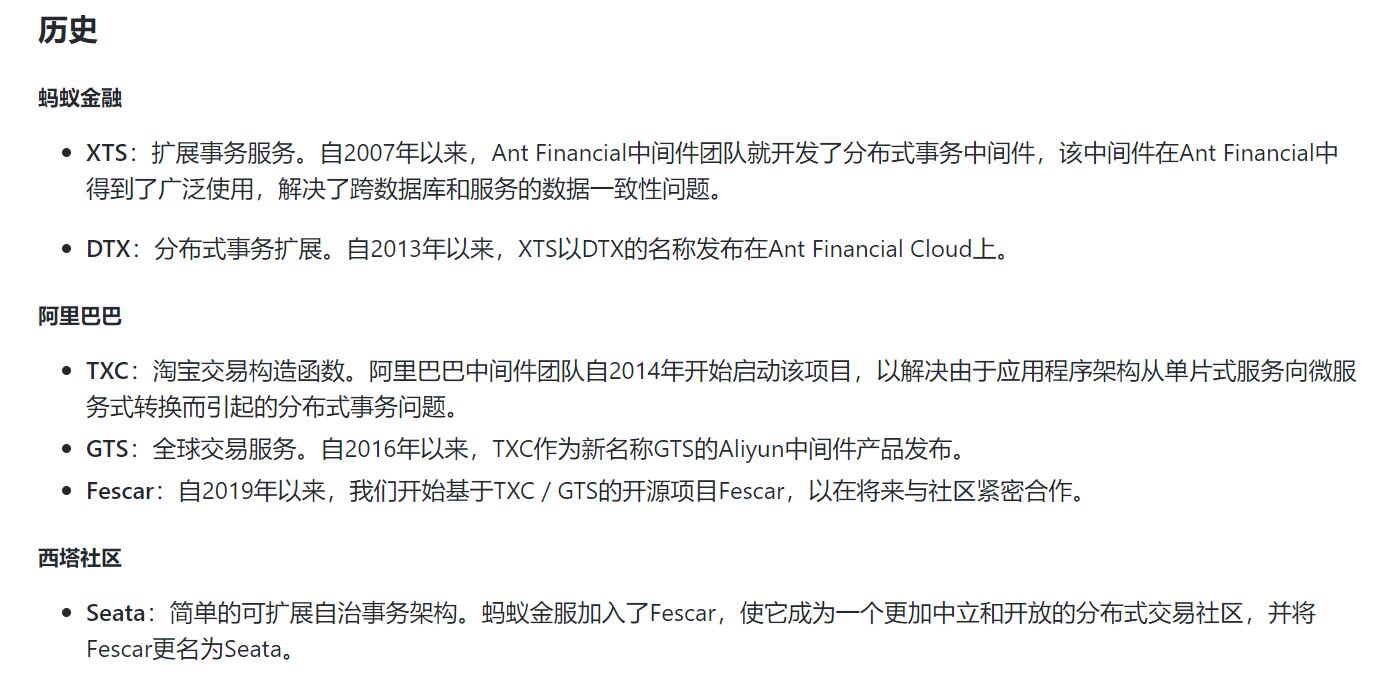 历史
蚂蚁金融
XTS：扩展事务服务。自2007年以来，Ant Financial中间件团队就开发了分布式事务中间件，该中间件在Ant Financial中
得到了广泛使用，解决了跨数据库和服务的数据一致性问题。
DTX：分布式事务扩展。自2013年以来，XTS以DTX的名称发布在Ant Financial Cloud上。
阿里巴巴
TXC：淘宝交易构造函数。阿里巴巴中间件团队自2014年开始启动该项目，以解决由于应用程序架构从单片式服务向微服
务式转换而引起的分布式事务问题。
GTS：全球交易服务。自2016年以来，TXC作为新名称GTS的Aliyun中间件产品发布。
Fescar：自2019年以来，我们开始基于TXC / GTS的开源项目Fescar，以在将来与社区紧密合作。
西塔社区
Seata：简单的可扩展自治事务架构。蚂蚁金服加入了Fescar，使它成为一个更加中立和开放的分布式交易社区，并将
Fescar更名为Seata。